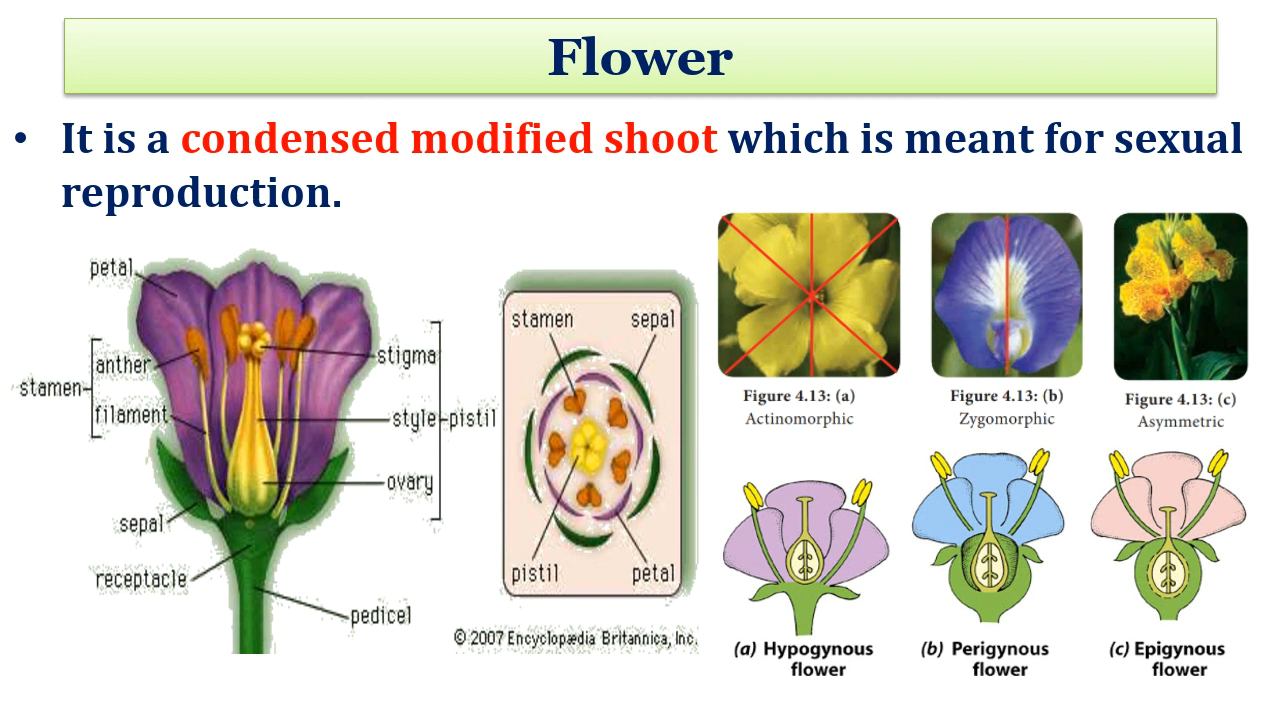 Flower
• It is a condensed modified shoot which is meant for sexual
reproduction.
petal
anther
stamen
filament
sepal
receptacle
stigma
style
pistil
ovary
pedicel
stamen
sepal
pistil
petal
© 2007 Encyclopædia Britannica, Inc.
Figure 4.13: (a)
Actinomorphic
Figure 4.13: (b)
Zygomorphic
Figure 4.13: (c)
Asymmetric
(a) Hypogynous
flower
(b) Perigynous
flower
(c) Epigynous
flower